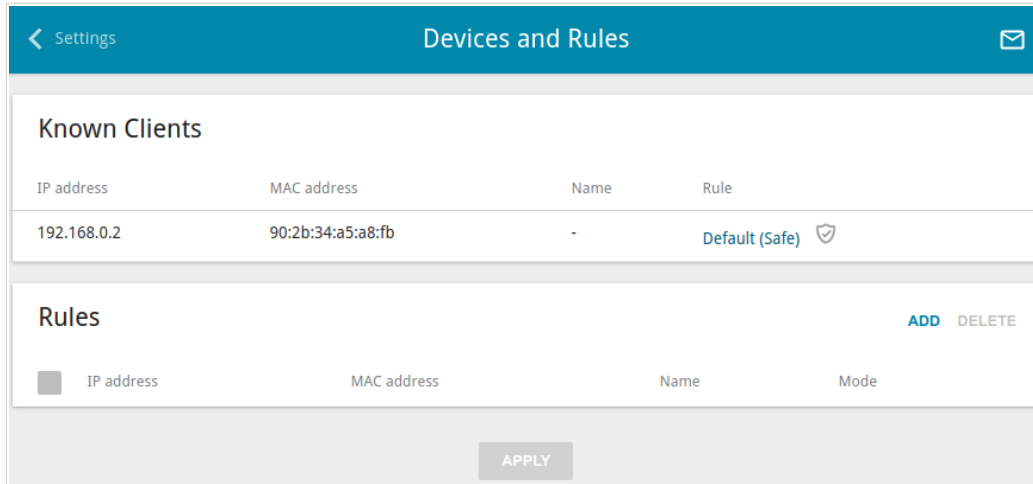 Settings Devices and Rules
Known Clients
IP address MAC address Name Rule
192.168.0.2 90:2b:34:a5:a8:fb - Default (Safe)
Rules ADD DELETE
IP address MAC address Name Mode
APPLY